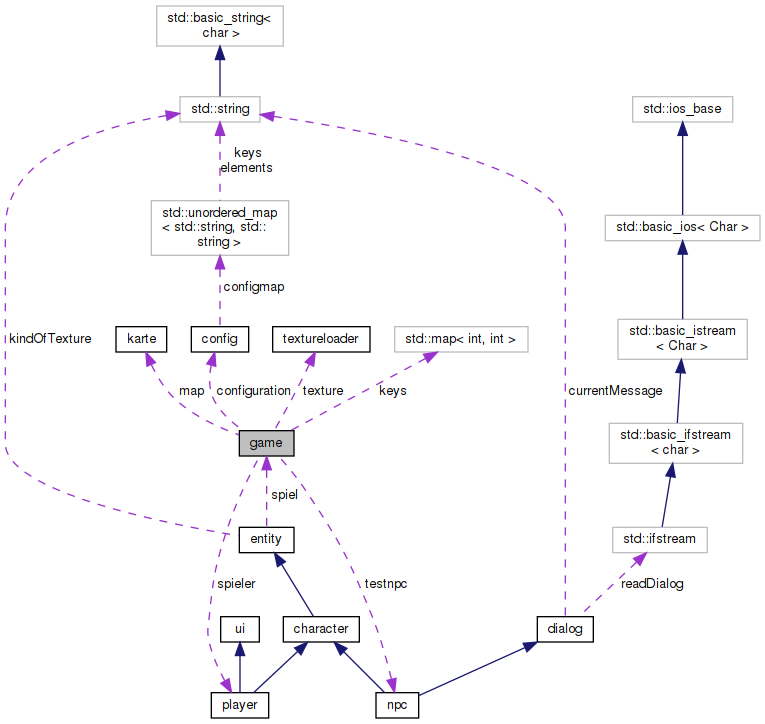 std::basic_string<
char >
std::string
std::ios_base
keys
elements
std::unordered_map
< std::string, std::
string >
std::basic_ios< Char >
configmap
karte
config
textureloader
std::map< int, int >
std::basic_istream
< Char >
kindOfTexture
map
configuration
texture
keys
currentMessage
game
std::basic_ifstream
< char >
spiel
entity
std::ifstream
spieler
testnpc
readDialog
ui
character
dialog
player
npc